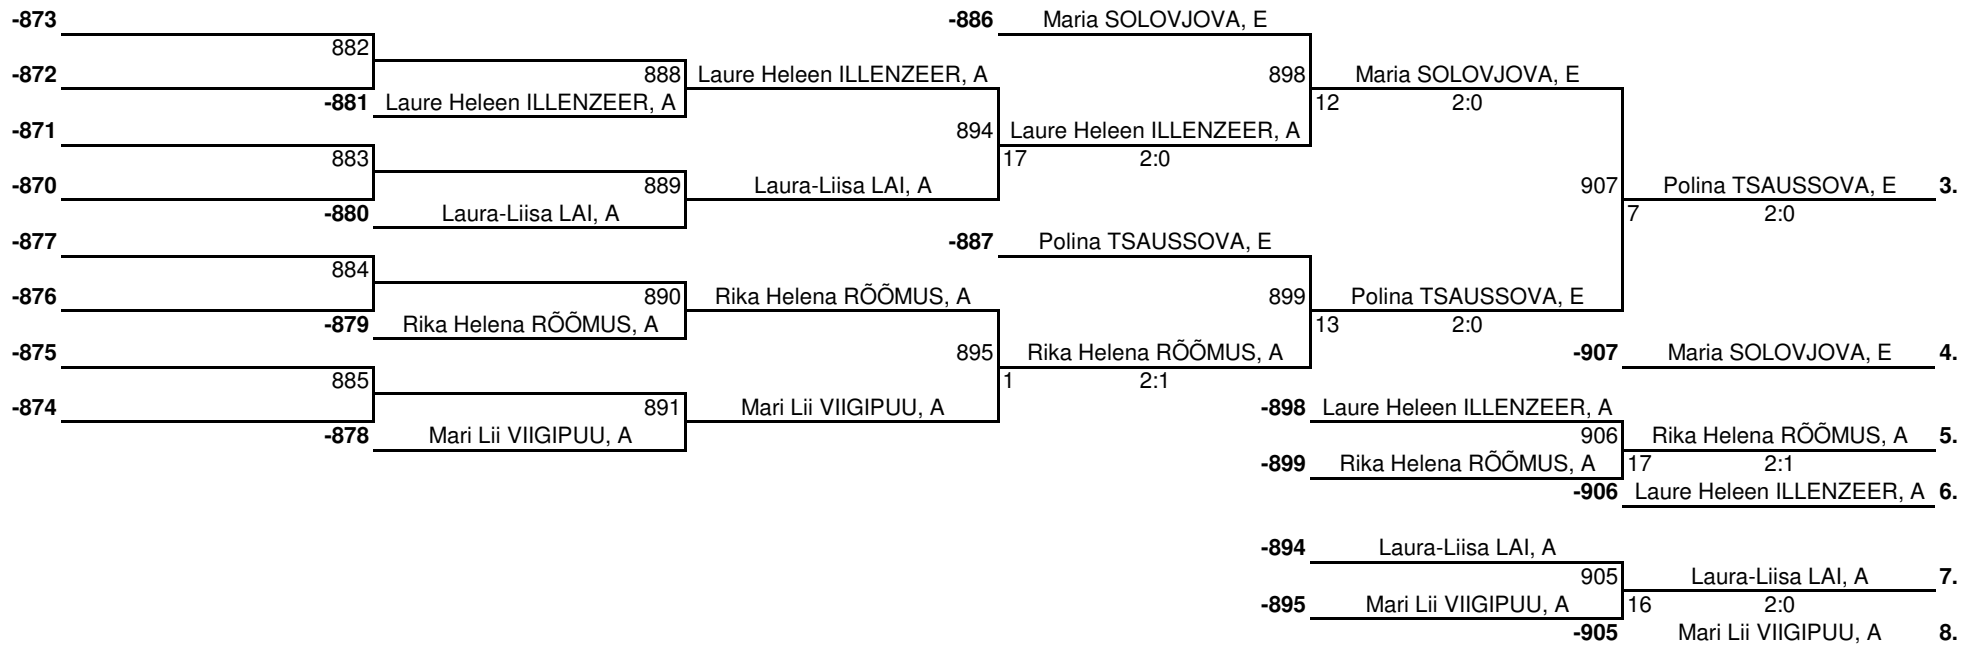 -873 -886 Maria SOLOVJOVA, E
882
-872 888 Laure Heleen ILLENZEER, A 898 Maria SOLOVJOVA, E
-881 Laure Heleen ILLENZEER, A 12 2:0
-871 894 Laure Heleen ILLENZEER, A
883 17 2:0
-870 889 Laura-Liisa LAI, A 907 Polina TSAUSSOVA, E 3.
-880 Laura-Liisa LAI, A 7 2:0
-877 -887 Polina TSAUSSOVA, E
884
-876 890 Rika Helena RÕÕMUS, A 899 Polina TSAUSSOVA, E
-879 Rika Helena RÕÕMUS, A 13 2:0
-875 895 Rika Helena RÕÕMUS, A -907 Maria SOLOVJOVA, E 4.
885 1 2:1
-874 891 Mari Lii VIIGIPUU, A -898 Laure Heleen ILLENZEER, A
-878 Mari Lii VIIGIPUU, A 906 Rika Helena RÕÕMUS, A 5.
-899 Rika Helena RÕÕMUS, A 17 2:1
-906 Laure Heleen ILLENZEER, A 6.
-894 Laura-Liisa LAI, A
905 Laura-Liisa LAI, A 7.
-895 Mari Lii VIIGIPUU, A 16 2:0
-905 Mari Lii VIIGIPUU, A 8.